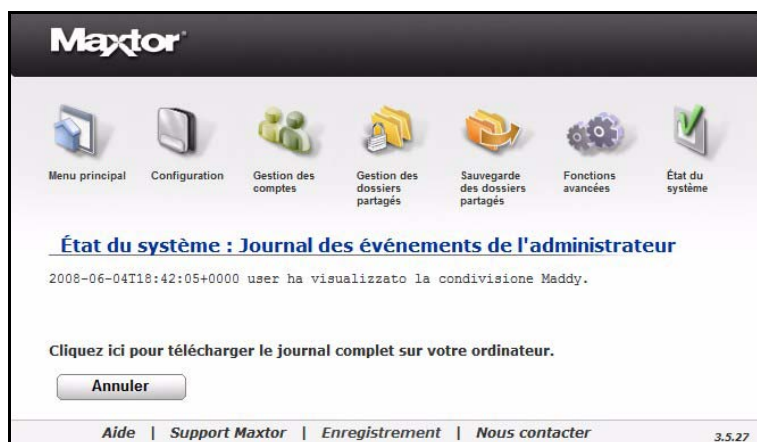 Maxtor
Menu principal
Configuration
Gestion des
comptes
Gestion des
dossiers
partagés
Sauvegarde
des dossiers
partagés
Fonctions
avancées
État du
système
État du système : Journal des événements de l'administrateur
2008-06-04T18:42:05+0000 user ha visualizzato la condivisione Maddy.
Cliquez ici pour télécharger le journal complet sur votre ordinateur.
Annuler
Aide | Support Maxtor | Enregistrement | Nous contacter
3.5.27